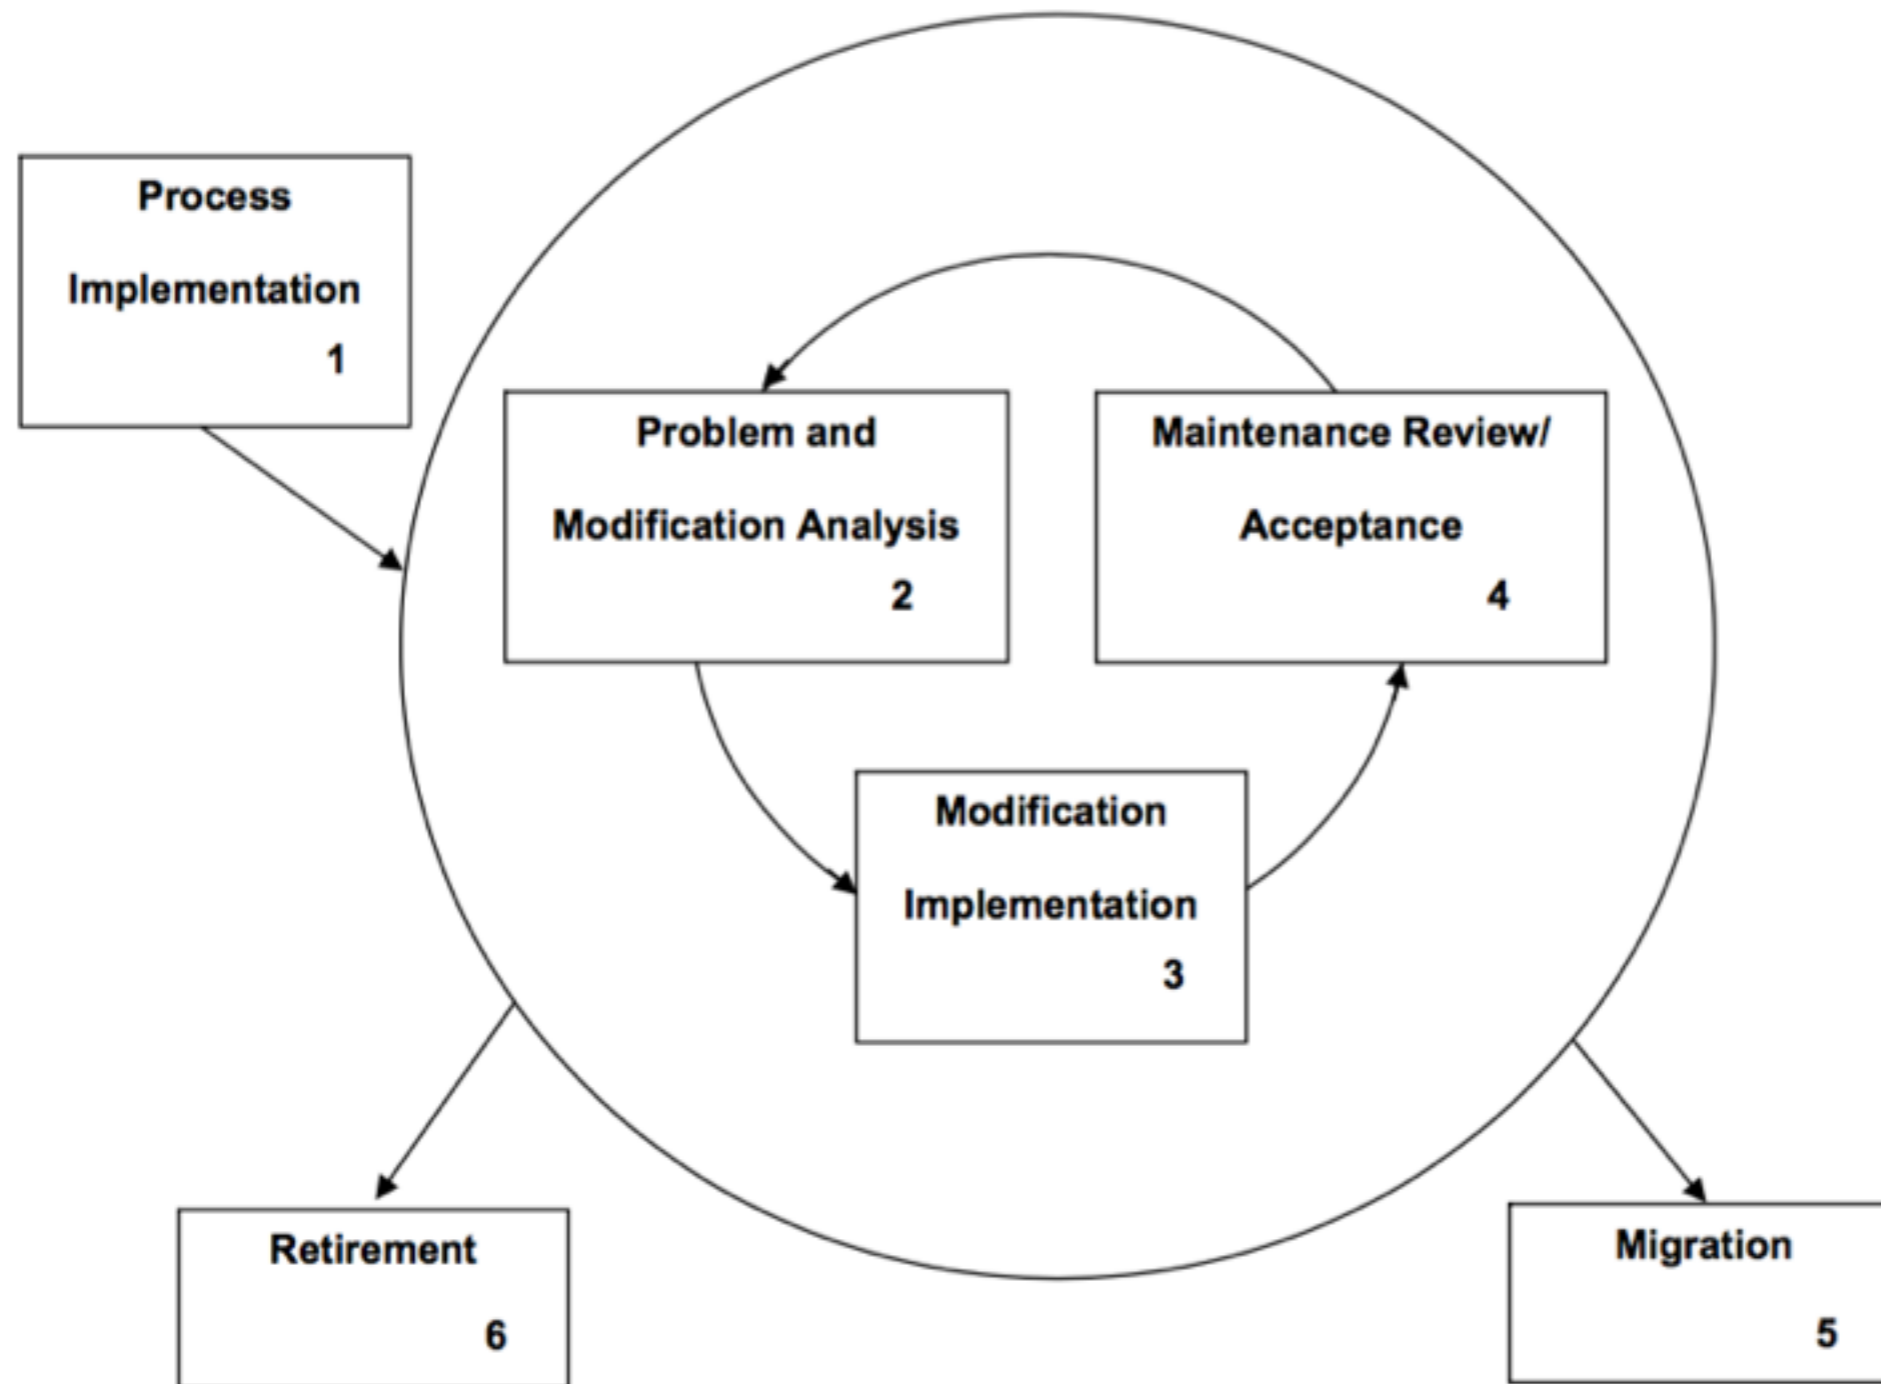 Process
Implementation
1
Problem and
Modification Analysis
2
Maintenance Review/
Acceptance
4
Modification
Implementation
3
Retirement
6
Migration
5